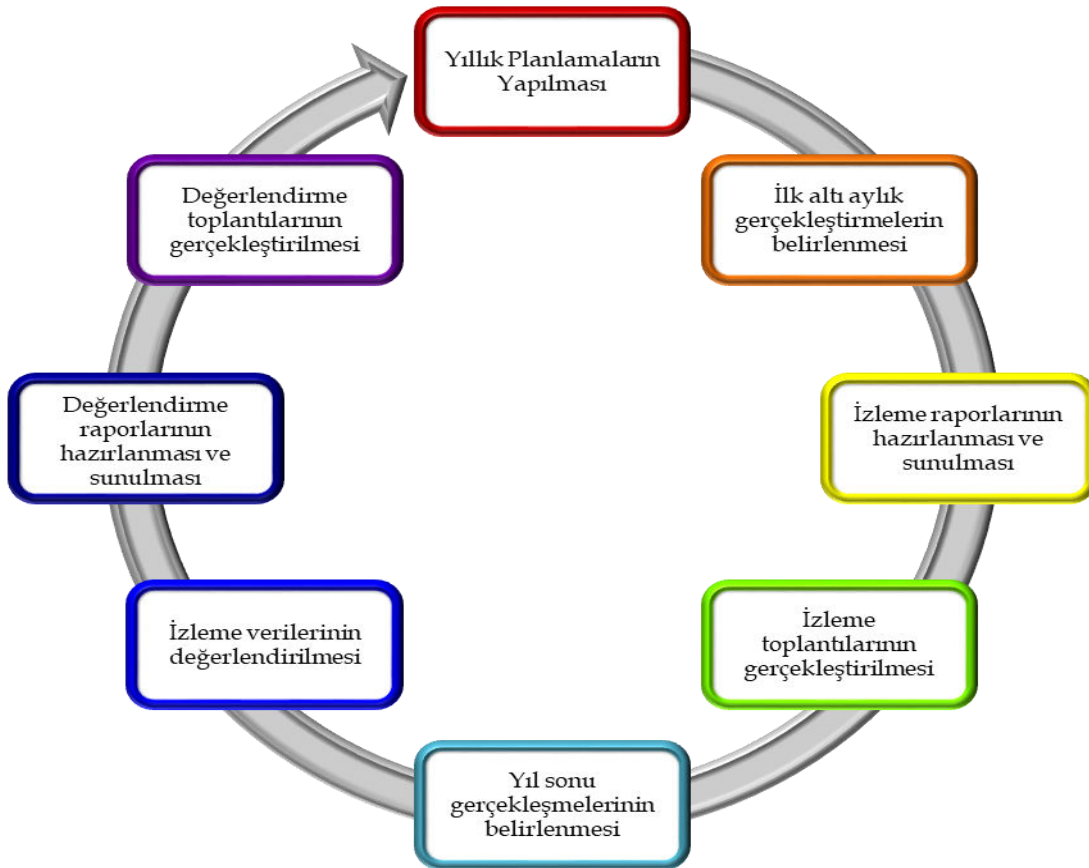 Yıllık Planlamaların
Yapılması
İlk altı aylık
gerçekleştirmelerin
belirlenmesi
İzleme raporlarının
hazırlanması ve
sunulması
İzleme
toplantılarının
gerçekleştirilmesi
Yıl sonu
gerçekleşmelerinin
belirlenmesi
İzleme verilerinin
değerlendirilmesi
Değerlendirme
raporlarının
hazırlanması ve
sunulması
Değerlendirme
toplantılarının
gerçekleştirilmesi